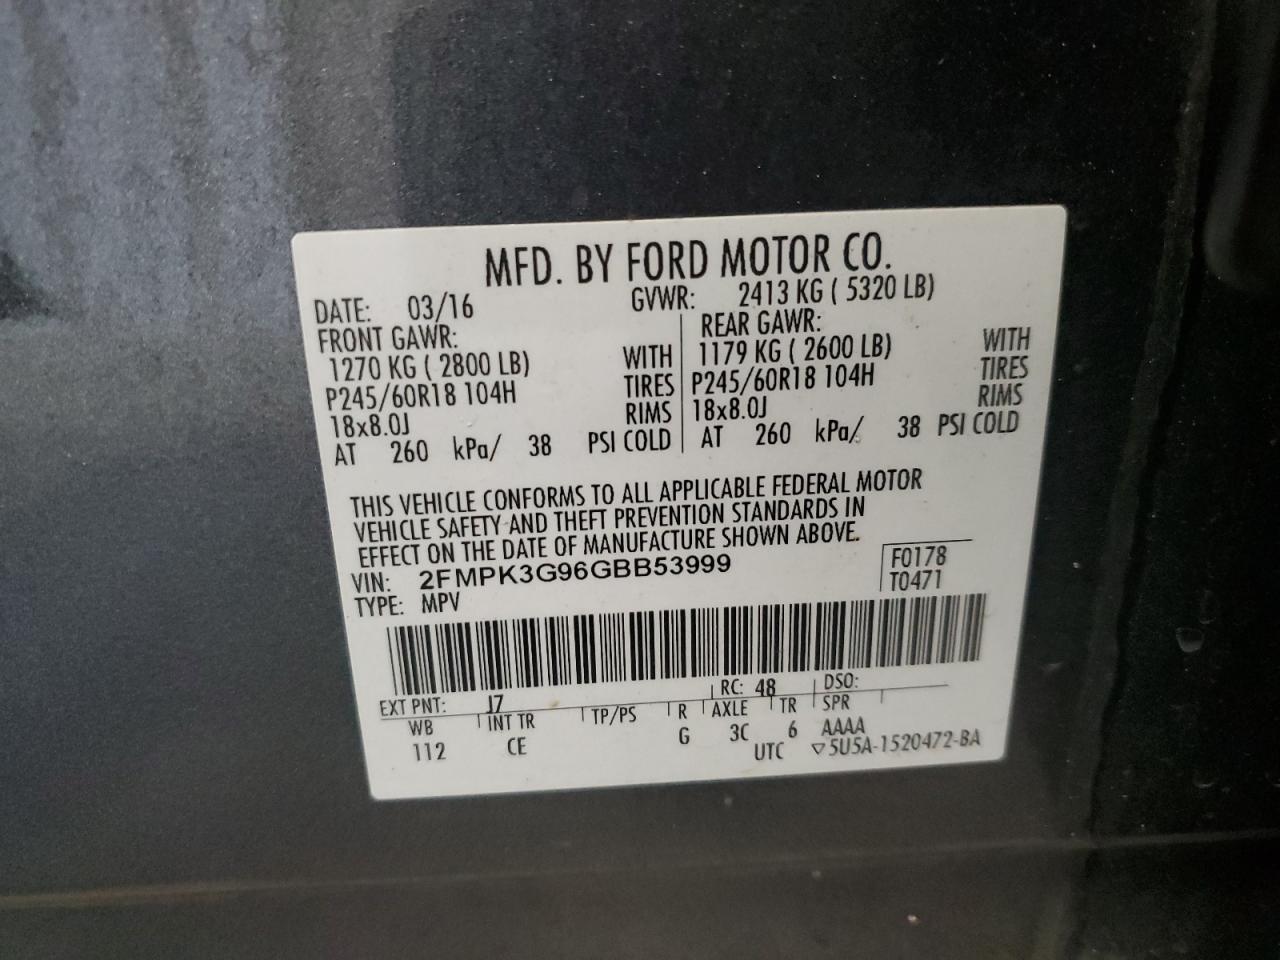 MFD. BY FORD MOTOR CO.
DATE: 03/16 GVWR: 2413 KG ( 5320 LB)
FRONT GAWR: REAR GAWR:
1270 KG ( 2800 LB) WITH 1179 KG ( 2600 LB) WITH
P245/60R18 104H TIRES P245/60R18 104H TIRES
18x8.0J RIMS 18x8.0J RIMS
AT 260 kPa/ 38 PSI COLD AT 260 kPa/ 38 PSI COLD
THIS VEHICLE CONFORMS TO ALL APPLICABLE FEDERAL MOTOR
VEHICLE SAFETY AND THEFT PREVENTION STANDARDS IN
EFFECT ON THE DATE OF MANUFACTURE SHOWN ABOVE.
VIN: 2FMPK3G96GBB53999 F0178
TYPE: MPV T0471
EXT PNT: J7 RC: 48 DSO:
WB INT TR TP/PS R AXLE TR SPR
112 CE G 3C 6 AAAA
UTC ▽5U5A-1520472-BA